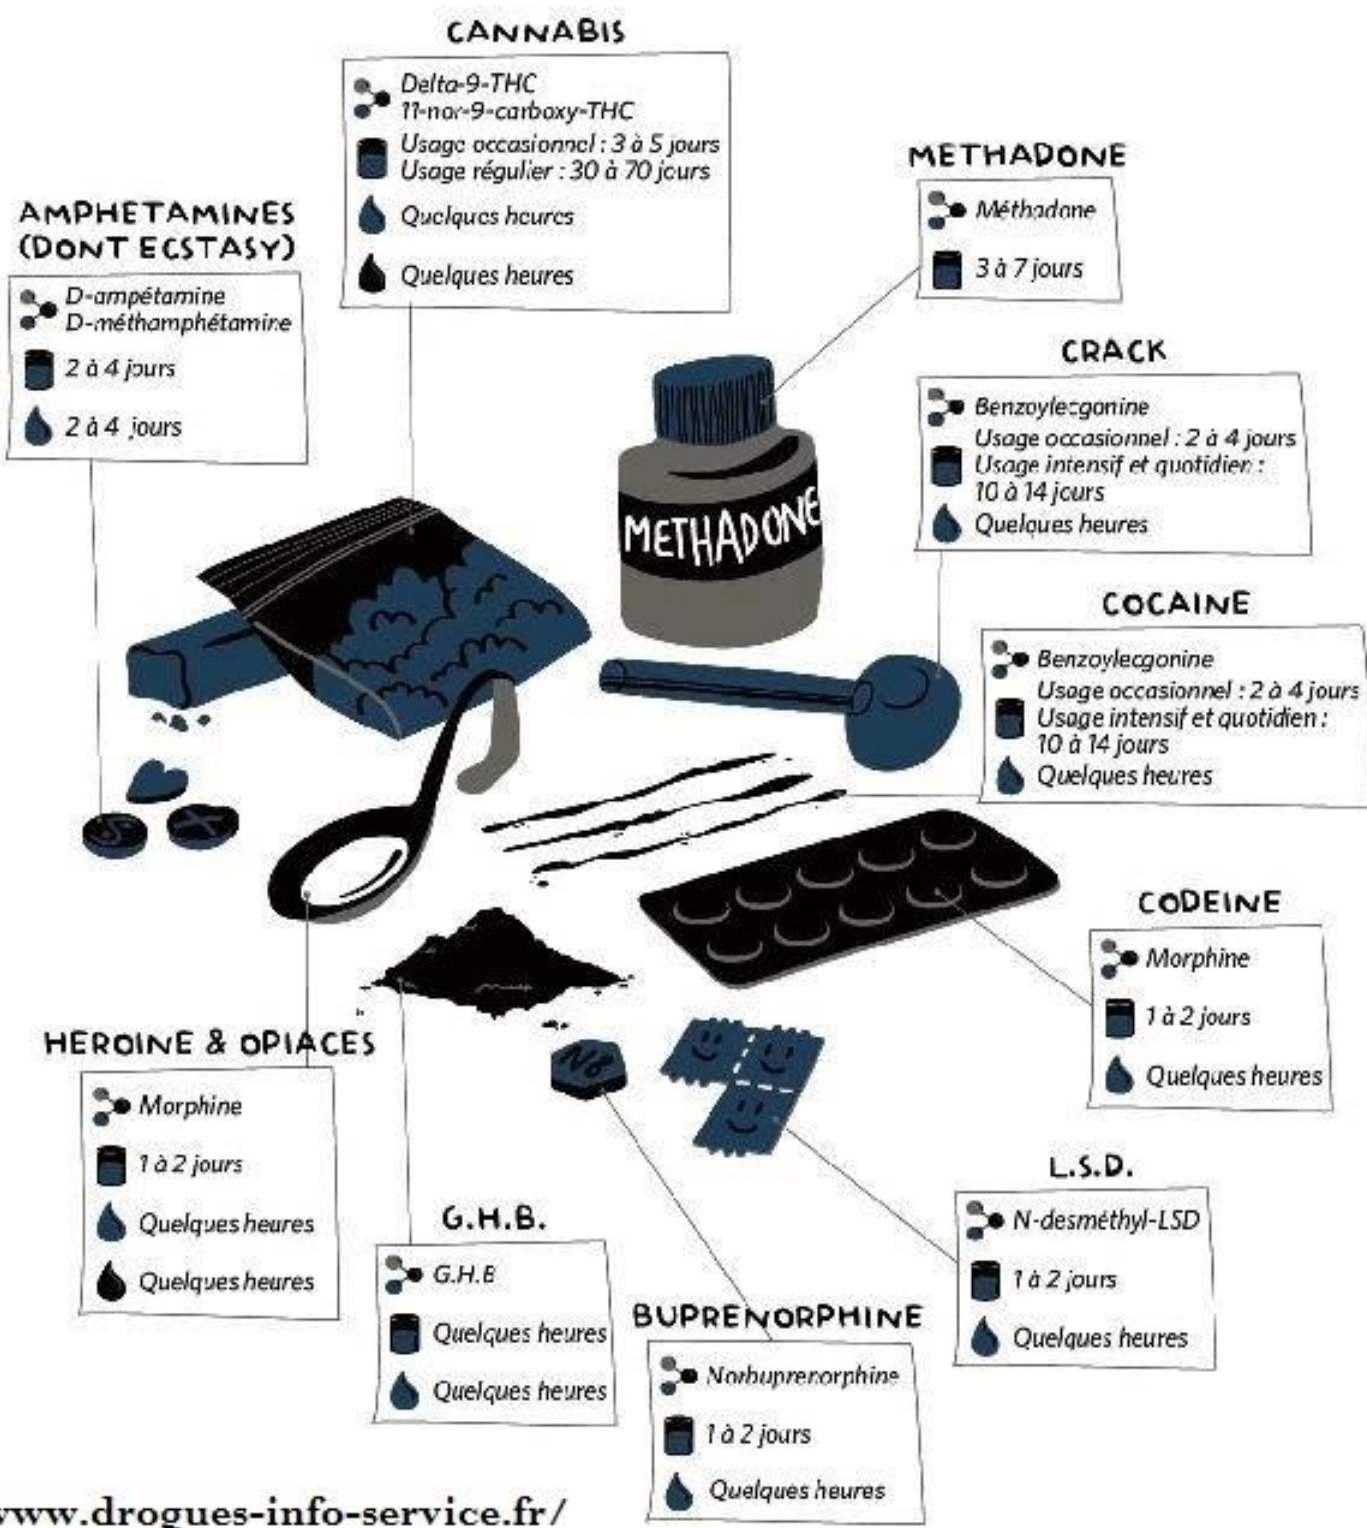 CANNABIS
Delta-9-THC
11-nor-9-carboxy-THC
Usage occasionnel : 3 à 5 jours
Usage régulier : 30 à 70 jours
Quelques heures
Quelques heures
METHADONE
Méthadone
3 à 7 jours
AMPHETAMINES
(DONT ECSTASY)
D-ampétamine
D-méthamphétamine
2 à 4 jours
2 à 4 jours
CRACK
Benzoylecgonine
Usage occasionnel : 2 à 4 jours
Usage intensif et quotidien :
10 à 14 jours
Quelques heures
METHADONE
COCAINE
Benzoylecgonine
Usage occasionnel : 2 à 4 jours
Usage intensif et quotidien :
10 à 14 jours
Quelques heures
CODEINE
Morphine
1 à 2 jours
Quelques heures
HEROINE & OPIACES
Morphine
1 à 2 jours
Quelques heures
Quelques heures
N8
L.S.D.
N-desméthyl-LSD
1 à 2 jours
Quelques heures
G.H.B.
G.H.B
Quelques heures
Quelques heures
BUPRENORPHINE
Norbuprenorphine
1 à 2 jours
Quelques heures
www.drogues-info-service.fr/